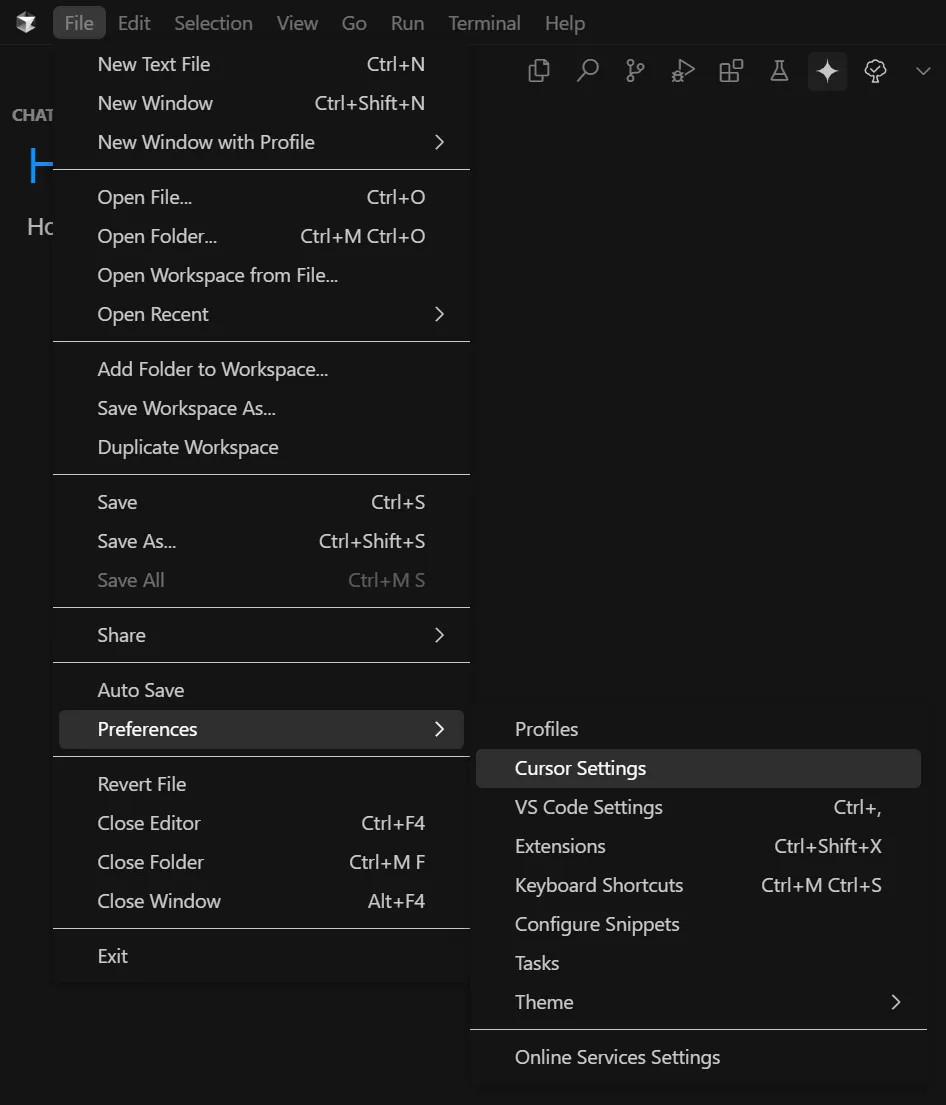 File Edit Selection View Go Run Terminal Help
CHAT
New Text File Ctrl+N
New Window Ctrl+Shift+N
New Window with Profile
Open File... Ctrl+O
Open Folder... Ctrl+M Ctrl+O
Open Workspace from File...
Open Recent
Add Folder to Workspace...
Save Workspace As...
Duplicate Workspace
Save Ctrl+S
Save As... Ctrl+Shift+S
Save All Ctrl+M S
Share
Auto Save
Preferences
Revert File
Close Editor Ctrl+F4
Close Folder Ctrl+M F
Close Window Alt+F4
Exit
Profiles
Cursor Settings
VS Code Settings Ctrl+,
Extensions Ctrl+Shift+X
Keyboard Shortcuts Ctrl+M Ctrl+S
Configure Snippets
Tasks
Theme
Online Services Settings